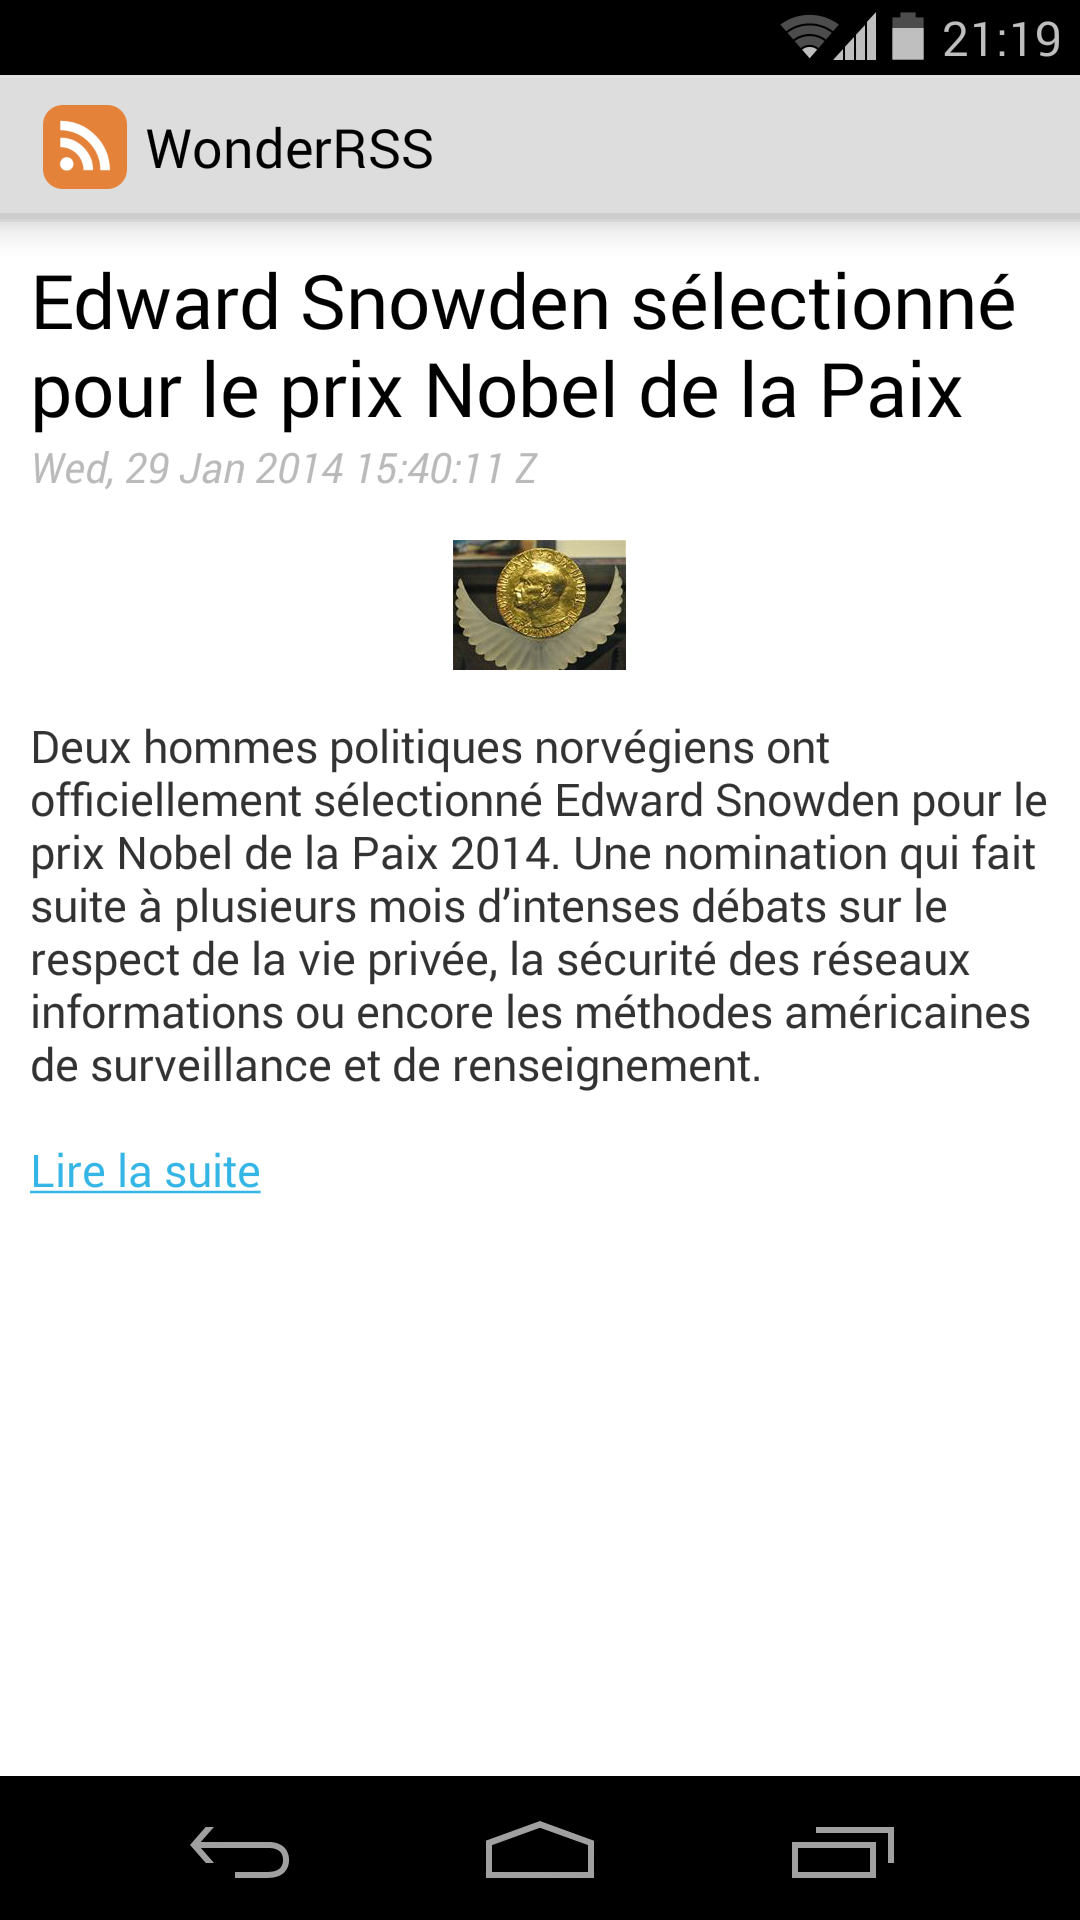 21:19
WonderRSS
Edward Snowden sélectionné
pour le prix Nobel de la Paix
Wed, 29 Jan 2014 15:40:11 Z
Deux hommes politiques norvégiens ont
officiellement sélectionné Edward Snowden pour le
prix Nobel de la Paix 2014. Une nomination qui fait
suite à plusieurs mois d’intenses débats sur le
respect de la vie privée, la sécurité des réseaux
informations ou encore les méthodes américaines
de surveillance et de renseignement.
Lire la suite